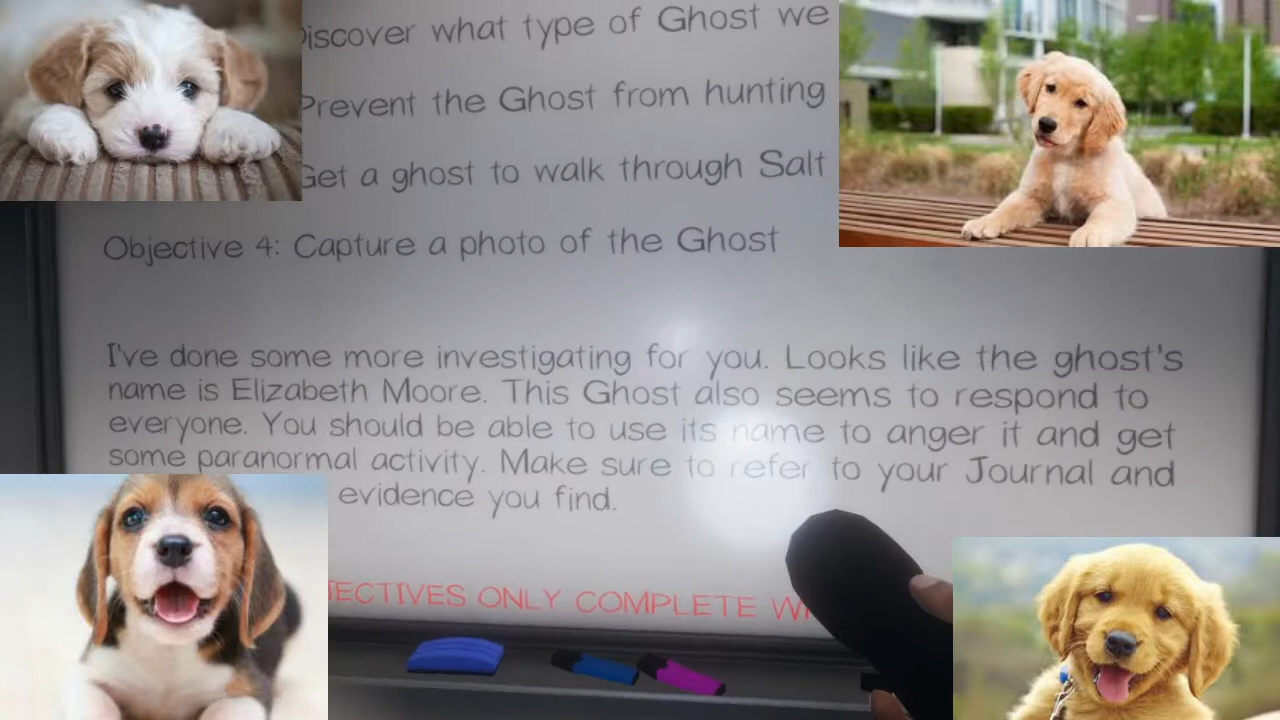 iscover what type of Ghost we
Prevent the Ghost from hunting
Get a ghost to walk through Salt
Objective 4: Capture a photo of the Ghost
I've done some more investigating for you. Looks like the ghost's
name is Elizabeth Moore. This Ghost also seems to respond to
everyone. You should be able to use its name to anger it and get
some paranormal activity. Make sure to refer to your Journal and
evidence you find.
JECTIVES ONLY COMPLETE W